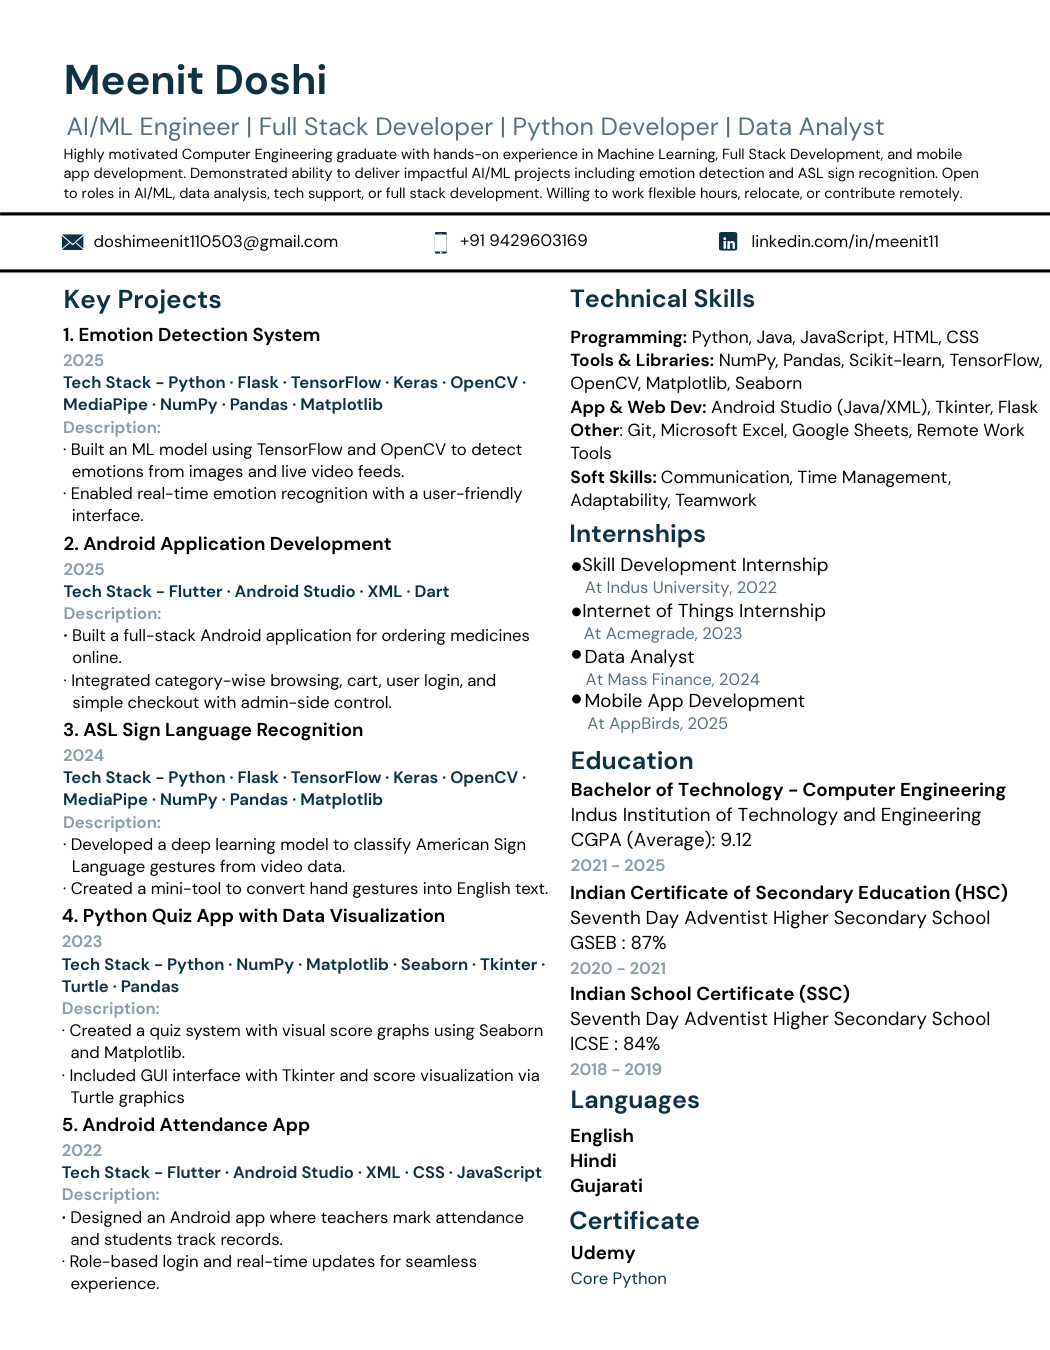 Meenit Doshi
AI/ML Engineer | Full Stack Developer | Python Developer | Data Analyst
Highly motivated Computer Engineering graduate with hands-on experience in Machine Learning, Full Stack Development, and mobile
app development. Demonstrated ability to deliver impactful AI/ML projects including emotion detection and ASL sign recognition. Open
to roles in AI/ML, data analysis, tech support, or full stack development. Willing to work flexible hours, relocate, or contribute remotely.
doshimeenit110503@gmail.com
+91 9429603169
linkedin.com/in/meenit11
Key Projects
1. Emotion Detection System
2025
Tech Stack - Python · Flask · TensorFlow · Keras · OpenCV ·
MediaPipe · NumPy · Pandas · Matplotlib
Description:
· Built an ML model using TensorFlow and OpenCV to detect
emotions from images and live video feeds.
· Enabled real-time emotion recognition with a user-friendly
interface.
2. Android Application Development
2025
Tech Stack - Flutter · Android Studio · XML · Dart
Description:
· Built a full-stack Android application for ordering medicines
online.
· Integrated category-wise browsing, cart, user login, and
simple checkout with admin-side control.
3. ASL Sign Language Recognition
2024
Tech Stack - Python · Flask · TensorFlow · Keras · OpenCV ·
MediaPipe · NumPy · Pandas · Matplotlib
Description:
· Developed a deep learning model to classify American Sign
Language gestures from video data.
· Created a mini-tool to convert hand gestures into English text.
4. Python Quiz App with Data Visualization
2023
Tech Stack - Python · NumPy · Matplotlib · Seaborn · Tkinter ·
Turtle · Pandas
Description:
· Created a quiz system with visual score graphs using Seaborn
and Matplotlib.
· Included GUI interface with Tkinter and score visualization via
Turtle graphics
5. Android Attendance App
2022
Tech Stack - Flutter · Android Studio · XML · CSS · JavaScript
Description:
· Designed an Android app where teachers mark attendance
and students track records.
· Role-based login and real-time updates for seamless
experience.
Technical Skills
Programming: Python, Java, JavaScript, HTML, CSS
Tools & Libraries: NumPy, Pandas, Scikit-learn, TensorFlow,
OpenCV, Matplotlib, Seaborn
App & Web Dev: Android Studio (Java/XML), Tkinter, Flask
Other: Git, Microsoft Excel, Google Sheets, Remote Work
Tools
Soft Skills: Communication, Time Management,
Adaptability, Teamwork
Internships
●Skill Development Internship
At Indus University, 2022
●Internet of Things Internship
At Acmegrade, 2023
● Data Analyst
At Mass Finance, 2024
● Mobile App Development
At AppBirds, 2025
Education
Bachelor of Technology - Computer Engineering
Indus Institution of Technology and Engineering
CGPA (Average): 9.12
2021 - 2025
Indian Certificate of Secondary Education (HSC)
Seventh Day Adventist Higher Secondary School
GSEB : 87%
2020 - 2021
Indian School Certificate (SSC)
Seventh Day Adventist Higher Secondary School
ICSE : 84%
2018 - 2019
Languages
English
Hindi
Gujarati
Certificate
Udemy
Core Python